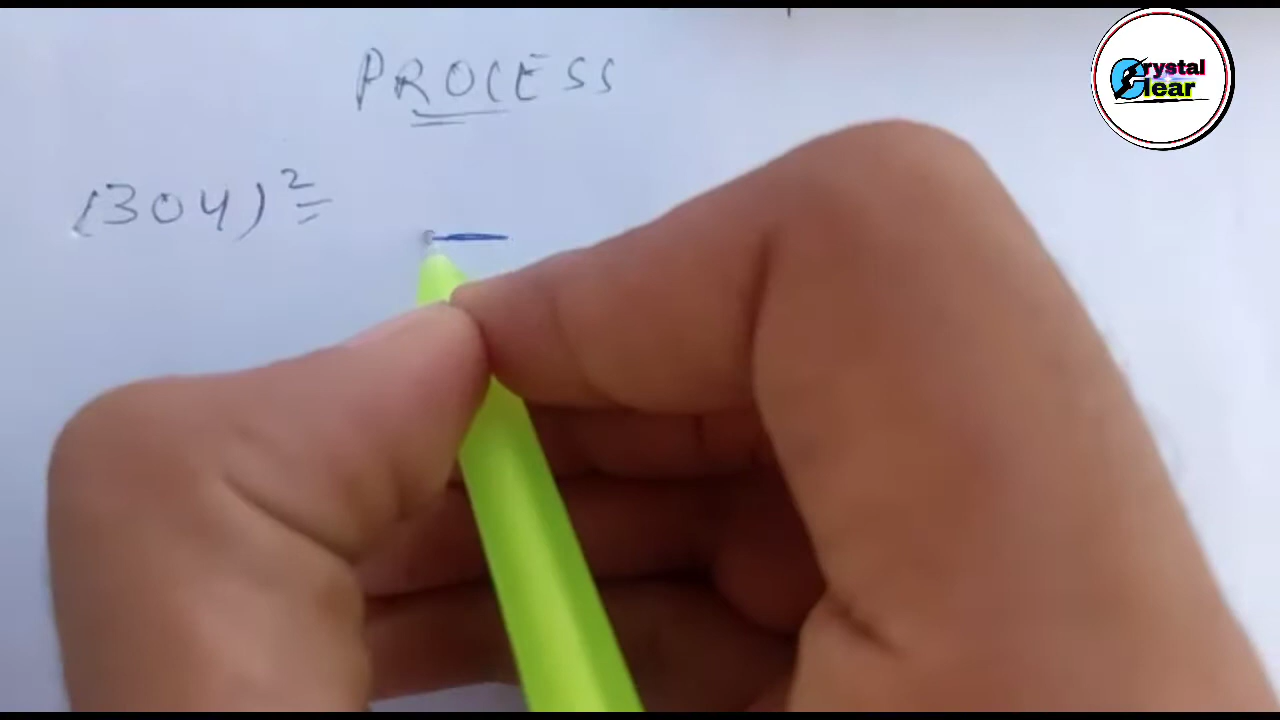 Crystal
Clear
PROCESS
(304)² =